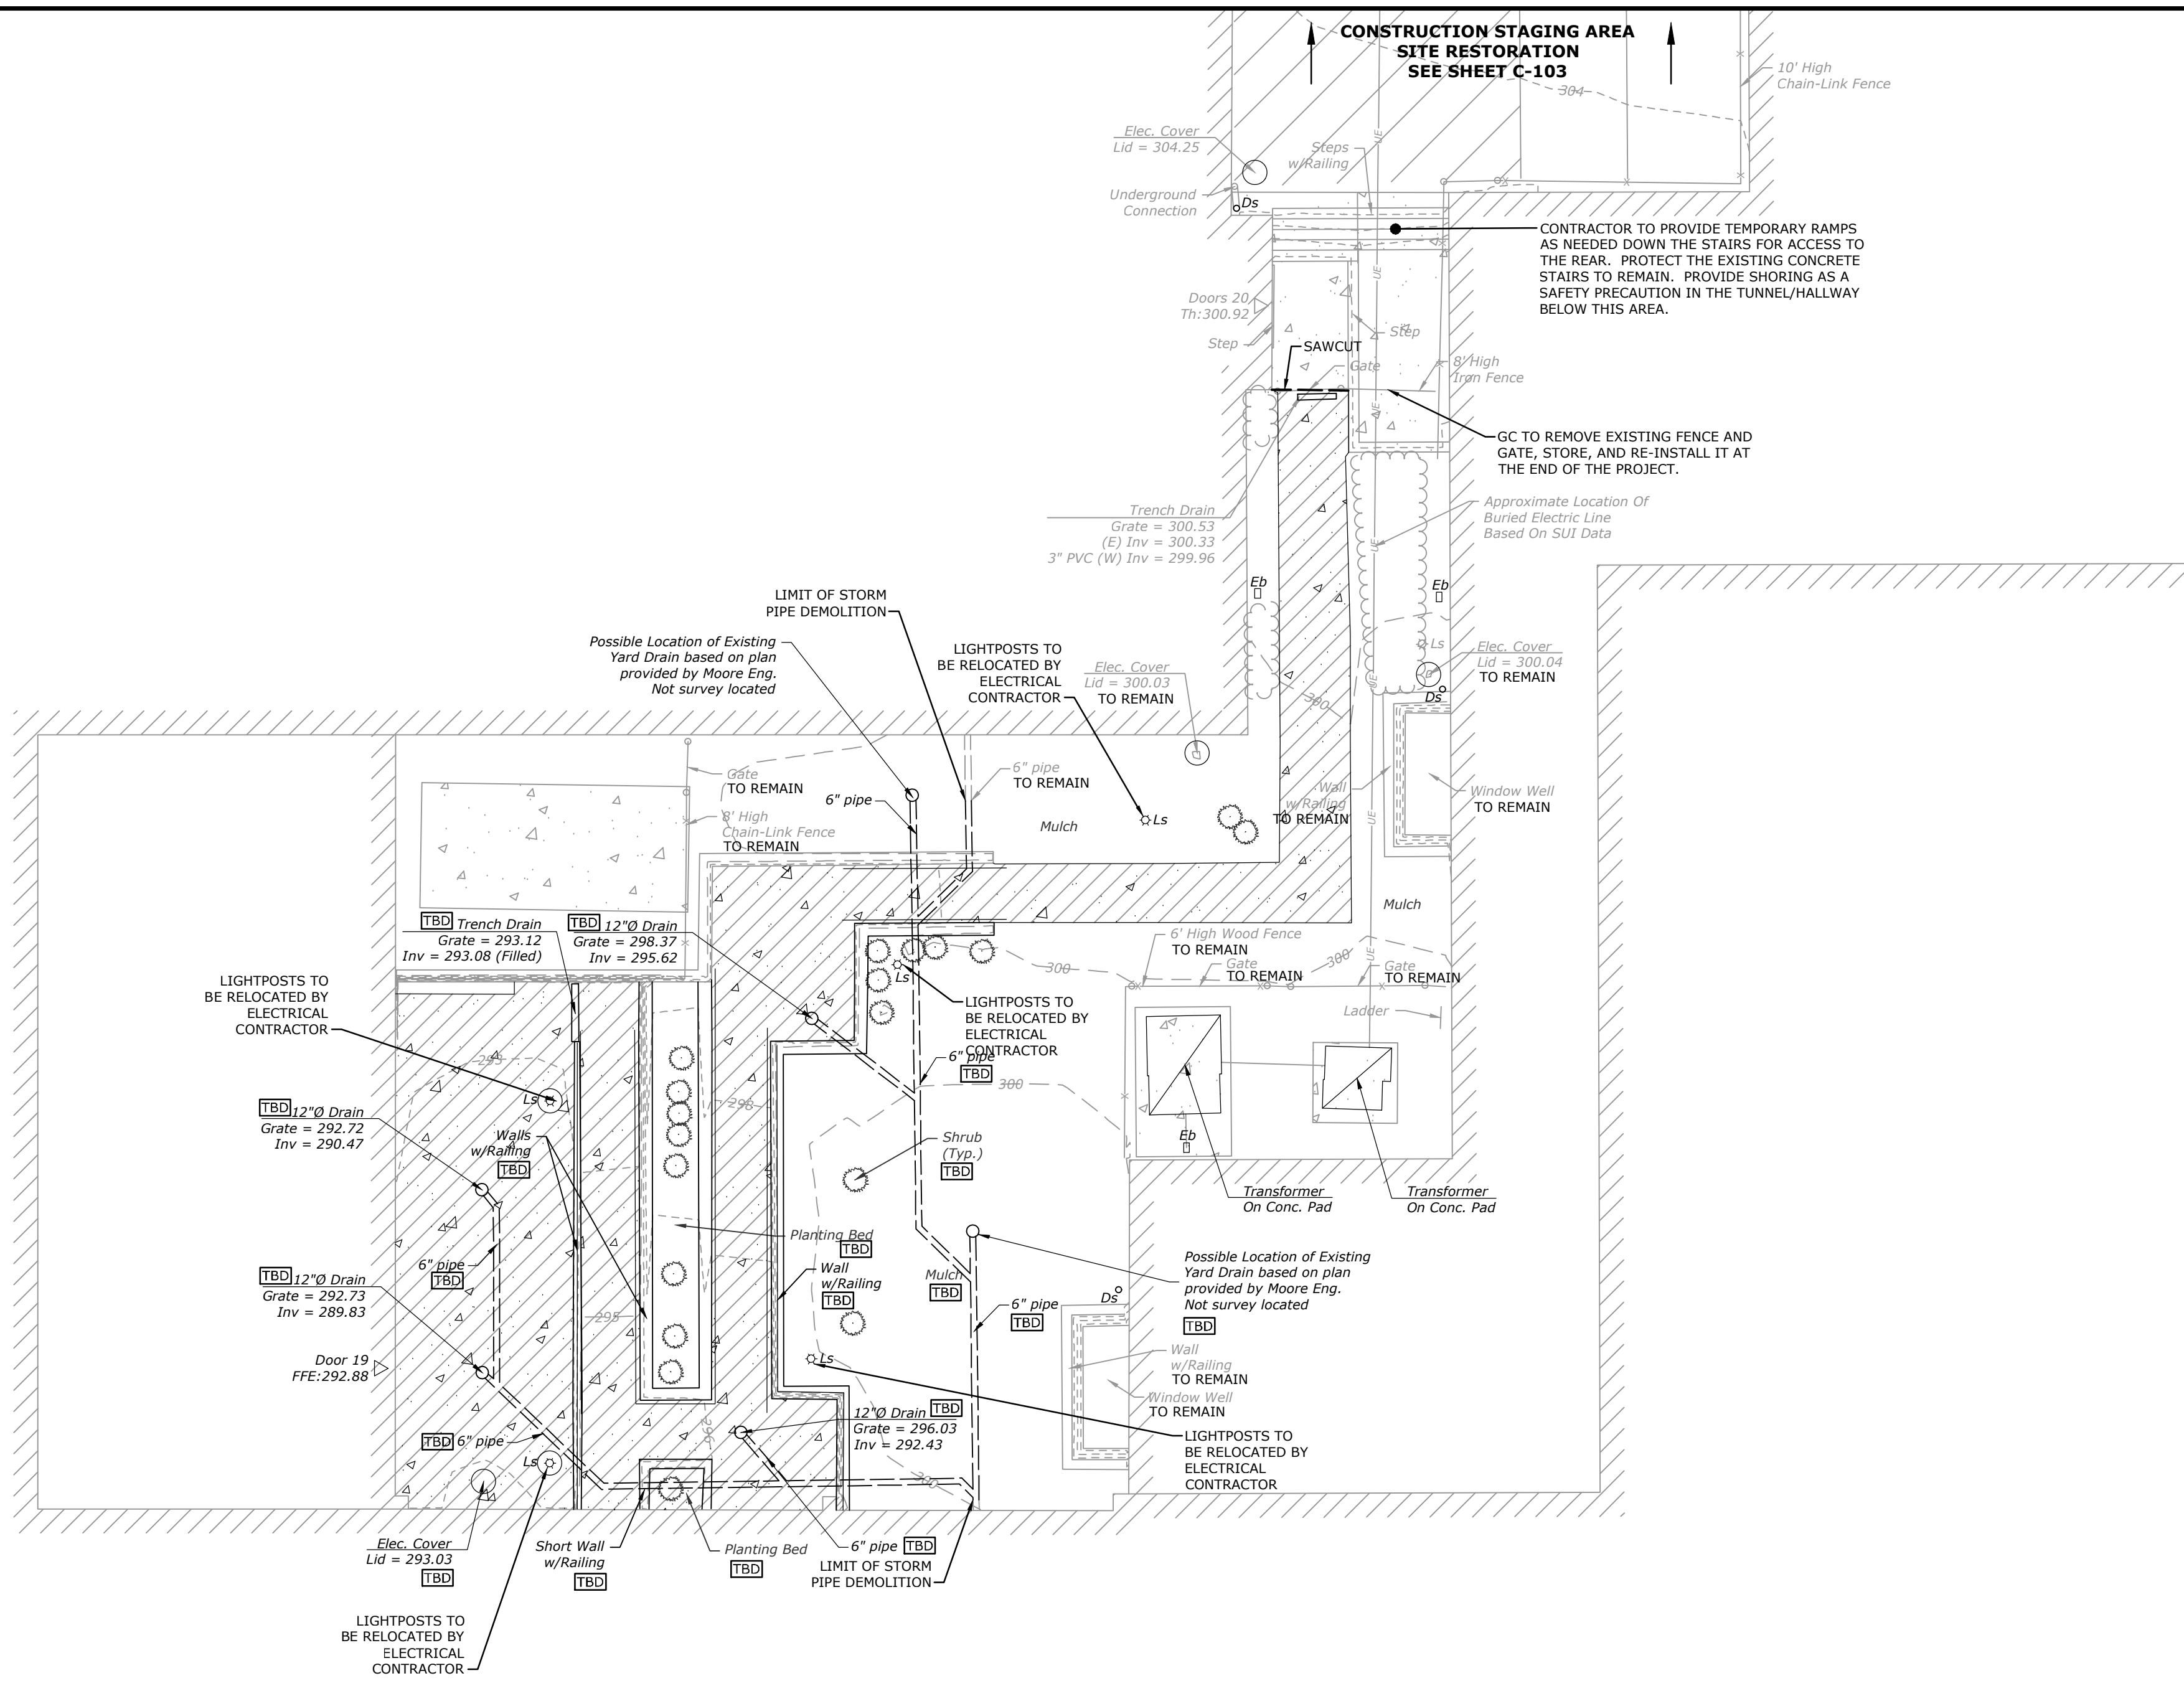 CONSTRUCTION STAGING AREA
SITE RESTORATION
SEE SHEET C-103
10' High
Chain-Link Fence
304
Elec. Cover
Lid = 304.25
Steps
w/Railing
UE
Underground
Connection
Ds
CONTRACTOR TO PROVIDE TEMPORARY RAMPS
AS NEEDED DOWN THE STAIRS FOR ACCESS TO
THE REAR. PROTECT THE EXISTING CONCRETE
STAIRS TO REMAIN. PROVIDE SHORING AS A
SAFETY PRECAUTION IN THE TUNNEL/HALLWAY
BELOW THIS AREA.
UE
Doors 20
Th:300.92
Step
Step
SAWCUT
Gate
8' High
Iron Fence
UE
GC TO REMOVE EXISTING FENCE AND
GATE, STORE, AND RE-INSTALL IT AT
THE END OF THE PROJECT.
Trench Drain
Grate = 300.53
(E) Inv = 300.33
3" PVC (W) Inv = 299.96
Approximate Location Of
Buried Electric Line
Based On SUI Data
UE
Eb
Eb
LIMIT OF STORM
PIPE DEMOLITION
Possible Location of Existing
Yard Drain based on plan
provided by Moore Eng.
Not survey located
LIGHTPOSTS TO
BE RELOCATED BY
ELECTRICAL
CONTRACTOR
Elec. Cover
Lid = 300.03
TO REMAIN
Ls
Elec. Cover
Lid = 300.04
TO REMAIN
UE
Ds
300
Gate
TO REMAIN
6" pipe
TO REMAIN
6" pipe
8' High
Chain-Link Fence
TO REMAIN
Mulch
Ls
Wall
w/Railing
TO REMAIN
UE
Window Well
TO REMAIN
Mulch
TBD Trench Drain
Grate = 293.12
Inv = 293.08 (Filled)
TBD 12"Ø Drain
Grate = 298.37
Inv = 295.62
6' High Wood Fence
TO REMAIN
Gate
TO REMAIN
300
300
UE
Gate
TO REMAIN
Ls
LIGHTPOSTS TO
BE RELOCATED BY
ELECTRICAL
CONTRACTOR
LIGHTPOSTS TO
BE RELOCATED BY
ELECTRICAL
CONTRACTOR
Ladder
293
6" pipe
TBD
300
Ls
298
TBD 12"Ø Drain
Grate = 292.72
Inv = 290.47
Walls
w/Railing
TBD
Shrub
(Typ.)
TBD
Eb
Transformer
On Conc. Pad
Transformer
On Conc. Pad
Planting Bed
TBD
6" pipe
TBD
Wall
w/Railing
TBD
Mulch
TBD
Possible Location of Existing
Yard Drain based on plan
provided by Moore Eng.
Not survey located
TBD
TBD 12"Ø Drain
Grate = 292.73
Inv = 289.83
295
6" pipe
TBD
Ds
Door 19
FFE:292.88
Ls
Wall
w/Railing
TO REMAIN
Window Well
TO REMAIN
12"Ø Drain TBD
Grate = 296.03
Inv = 292.43
296
TBD 6" pipe
Ls
300
LIGHTPOSTS TO
BE RELOCATED BY
ELECTRICAL
CONTRACTOR
Elec. Cover
Lid = 293.03
TBD
Short Wall
w/Railing
TBD
Planting Bed
TBD
6" pipe TBD
LIMIT OF STORM
PIPE DEMOLITION
LIGHTPOSTS TO
BE RELOCATED BY
ELECTRICAL
CONTRACTOR